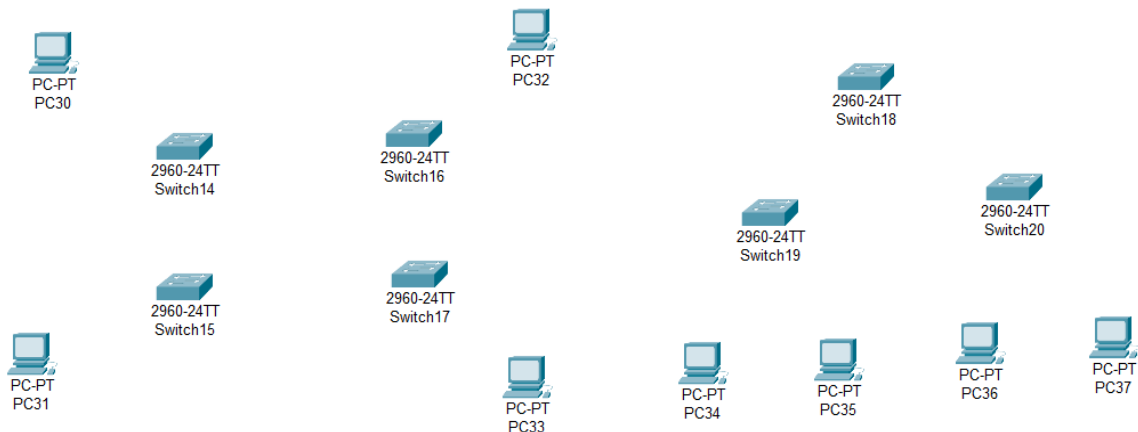 PC-PT
PC30
PC-PT
PC32
2960-24TT
Switch18
2960-24TT
Switch14
2960-24TT
Switch16
2960-24TT
Switch19
2960-24TT
Switch20
2960-24TT
Switch15
2960-24TT
Switch17
PC-PT
PC31
PC-PT
PC33
PC-PT
PC34
PC-PT
PC35
PC-PT
PC36
PC-PT
PC37